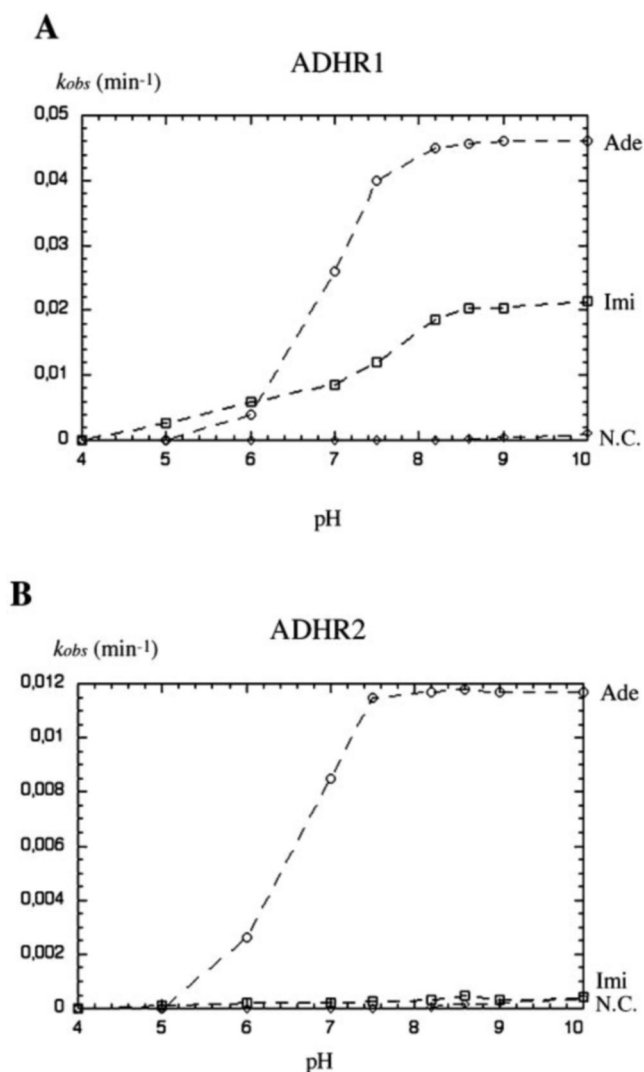 A
ADHR1
kobs (min-1)
0,05
0,04
0,03
0,02
0,01
0
4 5 6 7 8 9 10
Ade
Imi
N.C.
pH
B
ADHR2
kobs (min-1)
0,012
0,01
0,008
0,006
0,004
0,002
0
4 5 6 7 8 9 10
Ade
Imi
N.C.
pH